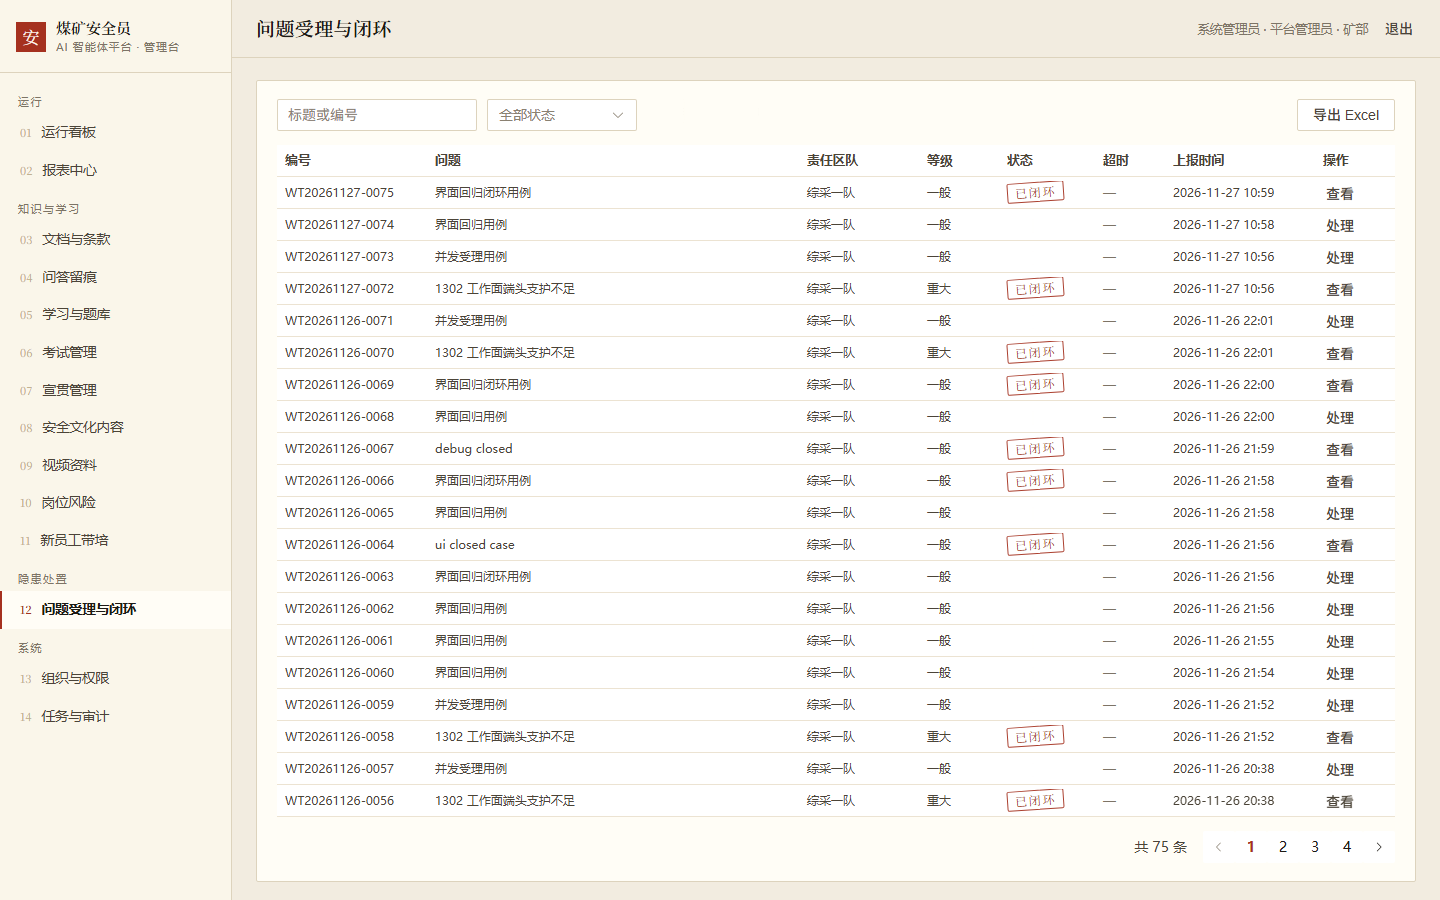 安
煤矿安全员
AI 智能体平台 · 管理台
运行
01 运行看板
02 报表中心
知识与学习
03 文档与条款
04 问答留痕
05 学习与题库
06 考试管理
07 宣贯管理
08 安全文化内容
09 视频资料
10 岗位风险
11 新员工带培
隐患处置
12 问题受理与闭环
系统
13 组织与权限
14 任务与审计
问题受理与闭环
系统管理员 · 平台管理员 · 矿部 退出
标题或编号 全部状态 导出 Excel
编号 问题 责任区队 等级 状态 超时 上报时间 操作
WT20261127-0075 界面回归闭环用例 综采一队 一般 已闭环 — 2026-11-27 10:59 查看
WT20261127-0074 界面回归用例 综采一队 一般 — 2026-11-27 10:58 处理
WT20261127-0073 并发受理用例 综采一队 一般 — 2026-11-27 10:56 处理
WT20261127-0072 1302 工作面端头支护不足 综采一队 重大 已闭环 — 2026-11-27 10:56 查看
WT20261126-0071 并发受理用例 综采一队 一般 — 2026-11-26 22:01 处理
WT20261126-0070 1302 工作面端头支护不足 综采一队 重大 已闭环 — 2026-11-26 22:01 查看
WT20261126-0069 界面回归闭环用例 综采一队 一般 已闭环 — 2026-11-26 22:00 查看
WT20261126-0068 界面回归用例 综采一队 一般 — 2026-11-26 22:00 处理
WT20261126-0067 debug closed 综采一队 一般 已闭环 — 2026-11-26 21:59 查看
WT20261126-0066 界面回归闭环用例 综采一队 一般 已闭环 — 2026-11-26 21:58 查看
WT20261126-0065 界面回归用例 综采一队 一般 — 2026-11-26 21:58 处理
WT20261126-0064 ui closed case 综采一队 一般 已闭环 — 2026-11-26 21:56 查看
WT20261126-0063 界面回归闭环用例 综采一队 一般 — 2026-11-26 21:56 处理
WT20261126-0062 界面回归用例 综采一队 一般 — 2026-11-26 21:56 处理
WT20261126-0061 界面回归用例 综采一队 一般 — 2026-11-26 21:55 处理
WT20261126-0060 界面回归用例 综采一队 一般 — 2026-11-26 21:54 处理
WT20261126-0059 并发受理用例 综采一队 一般 — 2026-11-26 21:52 处理
WT20261126-0058 1302 工作面端头支护不足 综采一队 重大 已闭环 — 2026-11-26 21:52 查看
WT20261126-0057 并发受理用例 综采一队 一般 — 2026-11-26 20:38 处理
WT20261126-0056 1302 工作面端头支护不足 综采一队 重大 已闭环 — 2026-11-26 20:38 查看
共 75 条 1 2 3 4